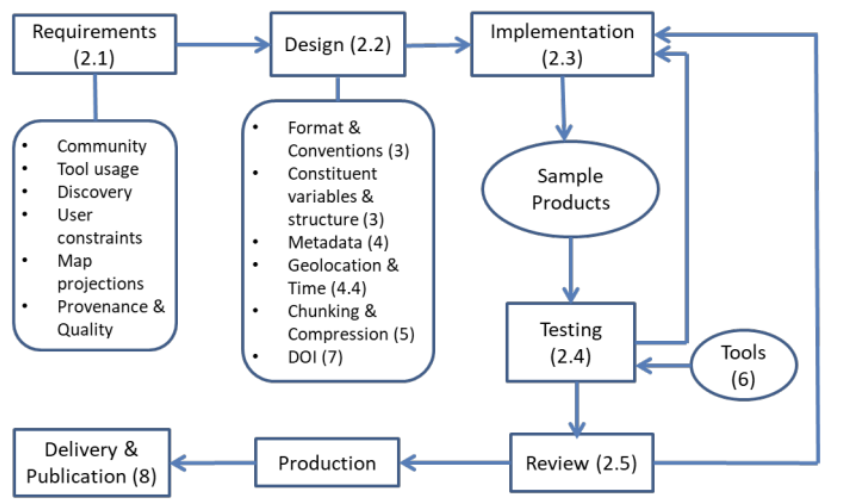 Requirements
(2.1)
Design (2.2)
Implementation
(2.3)
• Community
• Tool usage
• Discovery
• User
constraints
• Map
projections
• Provenance &
Quality
• Format &
Conventions (3)
• Constituent
variables &
structure (3)
• Metadata (4)
• Geolocation &
Time (4.4)
• Chunking &
Compression (5)
• DOI (7)
Sample
Products
Testing
(2.4)
Tools
(6)
Review (2.5)
Production
Delivery &
Publication (8)